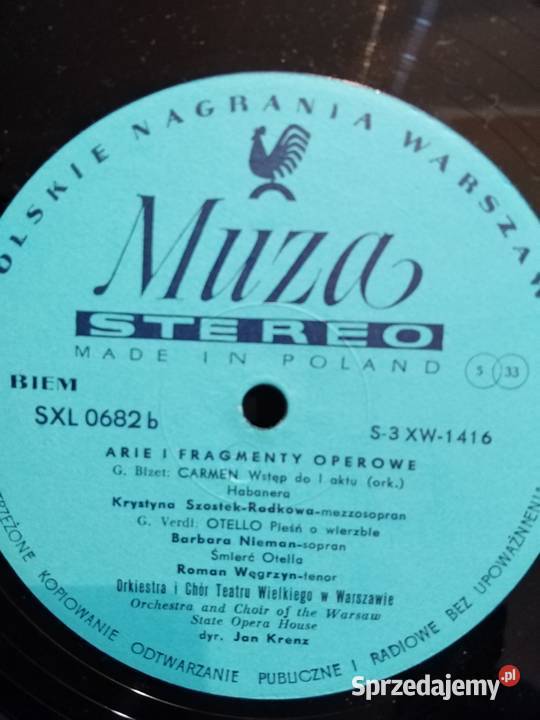 OLSKIE NAGRANIA WARSZAW
Muza
STEREO
MADE IN POLAND
S 33
BIEM
SXL 0682 b
S-3 XW-1416
ARIE I FRAGMENTY OPEROWE
G. Bizet: CARMEN Wstęp do I aktu (ork.)
Habanera
Krystyna Szostek-Radkowa-mezzosopran
G. Verdi: OTELLO Pieśń o wierzbie
Barbara Nieman-sopran
Śmierć Otella
Roman Węgrzyn-tenor
Orkiestra i Chór Teatru Wielkiego w Warszawie
Orchestra and Choir of the Warsaw
State Opera House
dyr. Jan Krenz
TRZEŻONE KOPIOWANIE ODTWARZANIE PUBLICZNE I RADIOWE BEZ UPOWAŻNIENIA
Sprzedajemy.pl